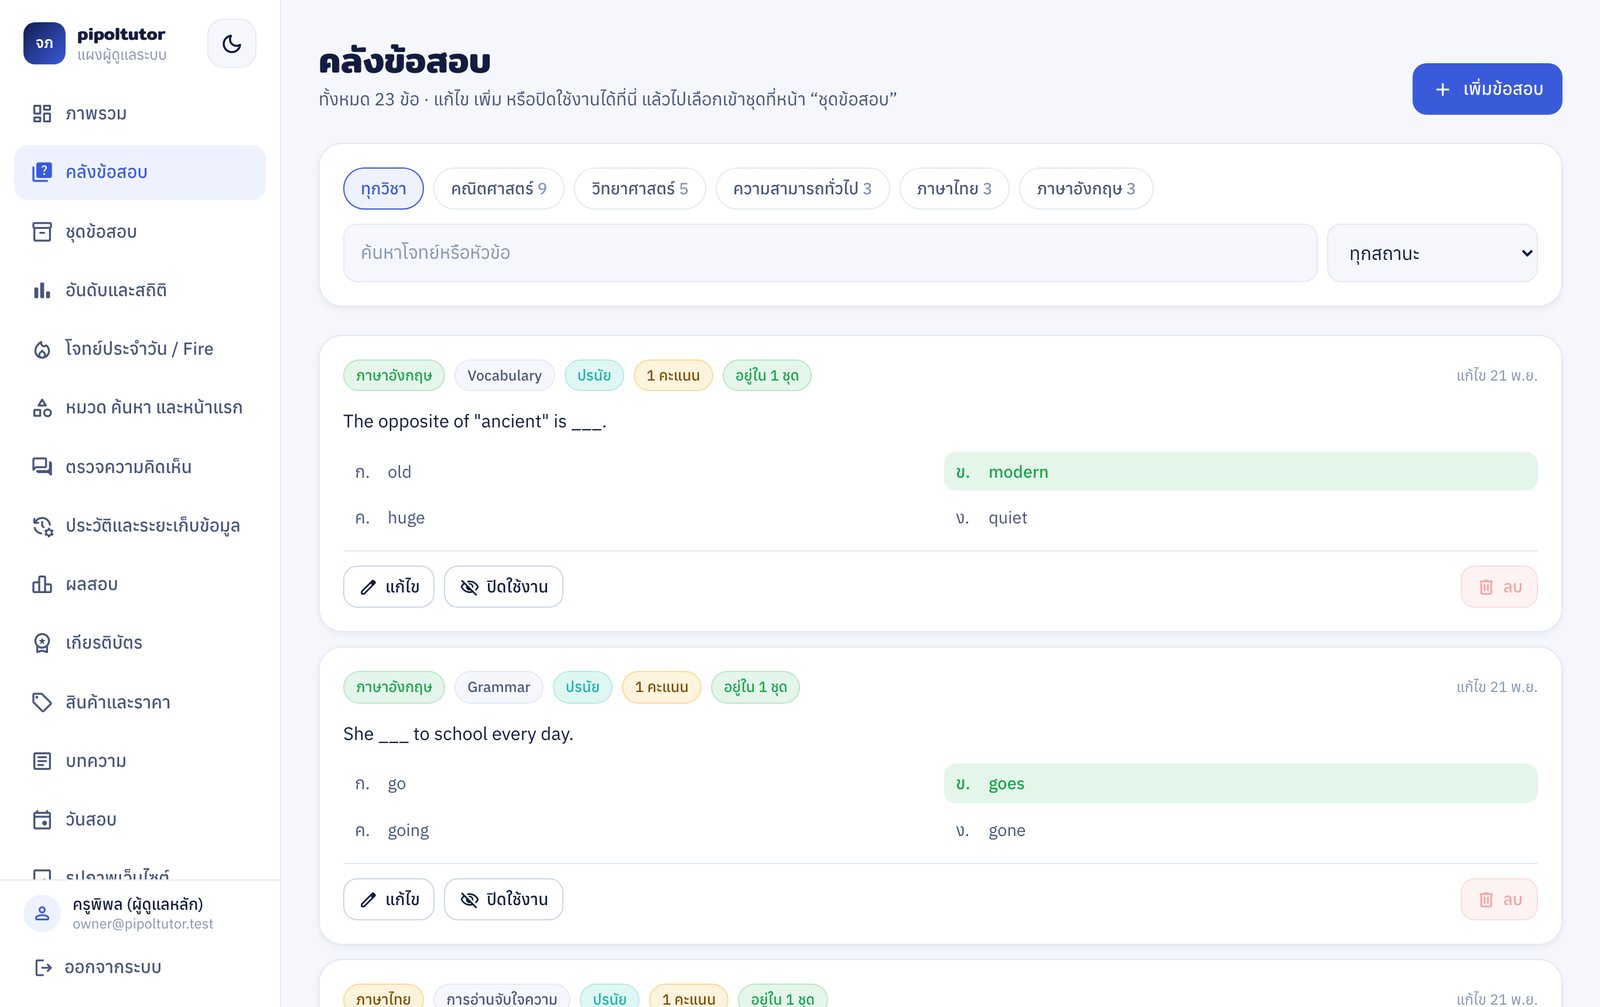 จภ
pipoltutor
แผงผู้ดูแลระบบ
ภาพรวม
คลังข้อสอบ
ชุดข้อสอบ
อันดับและสถิติ
โจทย์ประจำวัน / Fire
หมวด ค้นหา และหน้าแรก
ตรวจความคิดเห็น
ประวัติและระยะเก็บข้อมูล
ผลสอบ
เกียรติบัตร
สินค้าและราคา
บทความ
วันสอบ
รูปภาพเว็บไซต์
ครูพิพล (ผู้ดูแลหลัก)
owner@pipoltutor.test
ออกจากระบบ
คลังข้อสอบ
ทั้งหมด 23 ข้อ · แก้ไข เพิ่ม หรือปิดใช้งานได้ที่นี่ แล้วไปเลือกเข้าชุดที่หน้า “ชุดข้อสอบ”
เพิ่มข้อสอบ
ทุกวิชา คณิตศาสตร์ 9 วิทยาศาสตร์ 5 ความสามารถทั่วไป 3 ภาษาไทย 3 ภาษาอังกฤษ 3
ค้นหาโจทย์หรือหัวข้อ ทุกสถานะ
ภาษาอังกฤษ Vocabulary ปรนัย 1 คะแนน อยู่ใน 1 ชุด แก้ไข 21 พ.ย.
The opposite of "ancient" is ___.
ก. old ข. modern
ค. huge ง. quiet
แก้ไข ปิดใช้งาน ลบ
ภาษาอังกฤษ Grammar ปรนัย 1 คะแนน อยู่ใน 1 ชุด แก้ไข 21 พ.ย.
She ___ to school every day.
ก. go ข. goes
ค. going ง. gone
แก้ไข ปิดใช้งาน ลบ
ภาษาไทย การอ่านจับใจความ ปรนัย 1 คะแนน อยู่ใน 1 ชุด แก้ไข 21 พ.ย.